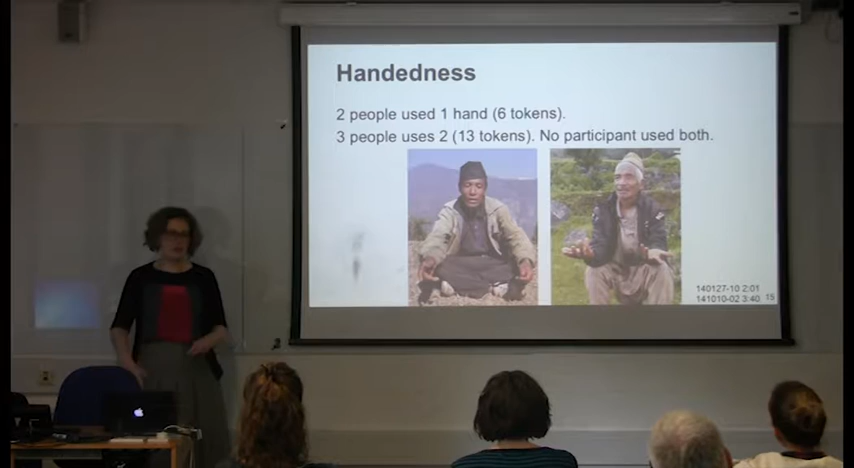 Handedness
2 people used 1 hand (6 tokens).
3 people uses 2 (13 tokens). No participant used both.
140127-10 2:01
141010-02 3:40
15